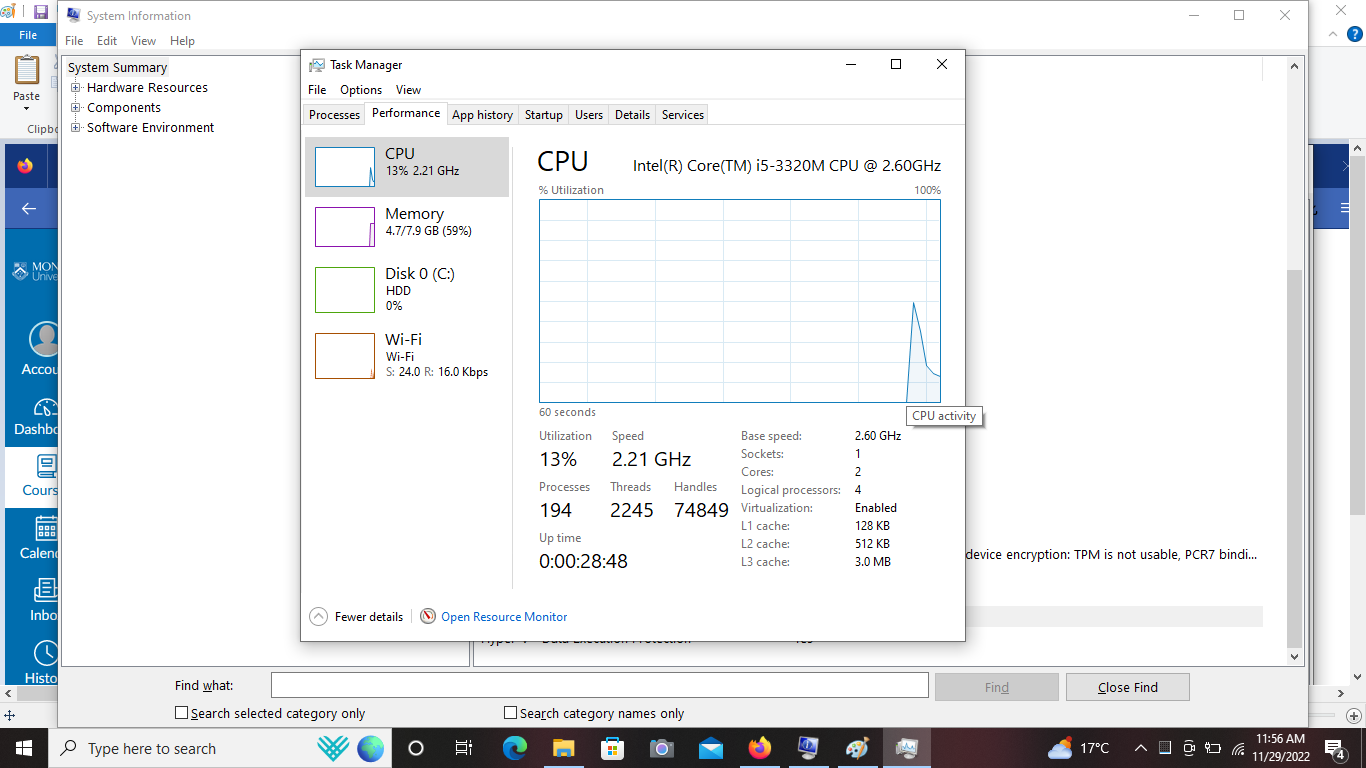 System Information
File Edit View Help
File
Paste
System Summary
Hardware Resources
Components
Software Environment
Task Manager
File Options View
Processes Performance App history Startup Users Details Services
CPU
13% 2.21 GHz
Memory
4.7/7.9 GB (59%)
Disk 0 (C:)
HDD
0%
Wi-Fi
Wi-Fi
S: 24.0 R: 16.0 Kbps
CPU Intel(R) Core(TM) i5-3320M CPU @ 2.60GHz
% Utilization 100%
60 seconds
CPU activity
Utilization Speed
13% 2.21 GHz
Processes Threads Handles
194 2245 74849
Up time
0:00:28:48
Base speed: 2.60 GHz
Sockets: 1
Cores: 2
Logical processors: 4
Virtualization: Enabled
L1 cache: 128 KB
L2 cache: 512 KB
L3 cache: 3.0 MB
Fewer details Open Resource Monitor
device encryption: TPM is not usable, PCR7 bindi...
Clipb
MON
Unive
Accou
Dashb
Cours
Calen
Inbo
Histo
Find what: Find Close Find
Search selected category only Search category names only
Type here to search
17°C
11:56 AM
11/29/2022
4